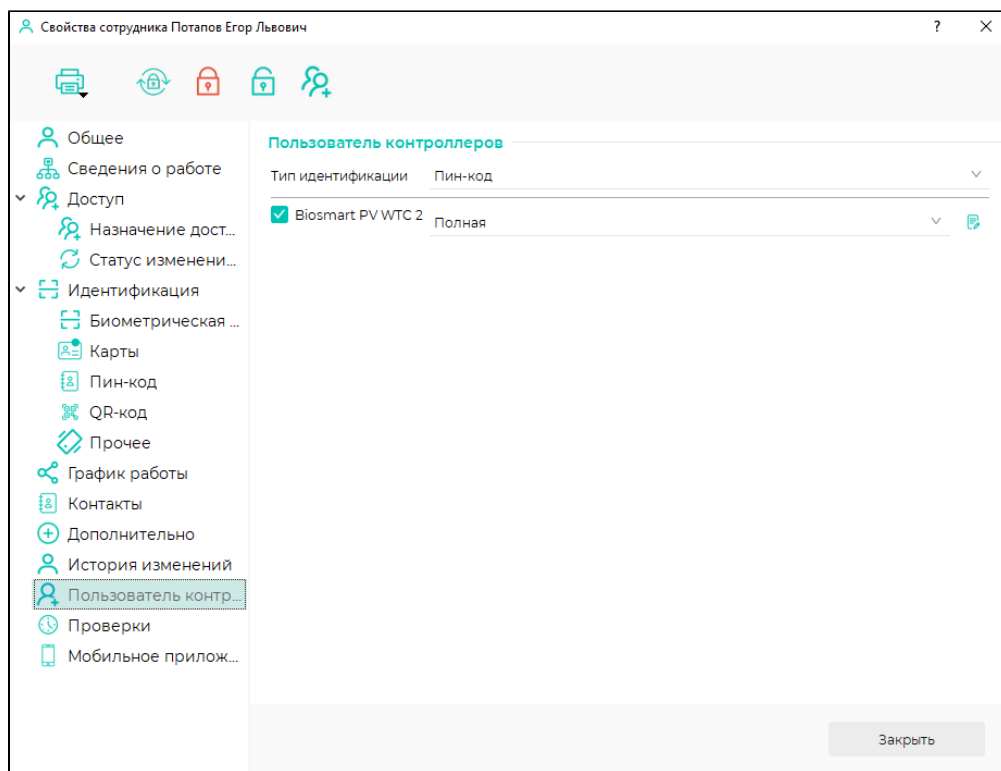 Свойства сотрудника Потапов Егор Львович
?
Общее
Сведения о работе
Доступ
Назначение дост...
Статус изменени...
Идентификация
Биометрическая ...
Карты
Пин-код
QR-код
Прочее
График работы
Контакты
Дополнительно
История изменений
Пользователь контр...
Проверки
Мобильное прилож...
Пользователь контроллеров
Тип идентификации Пин-код
Biosmart PV WTC 2 Полная
Закрыть